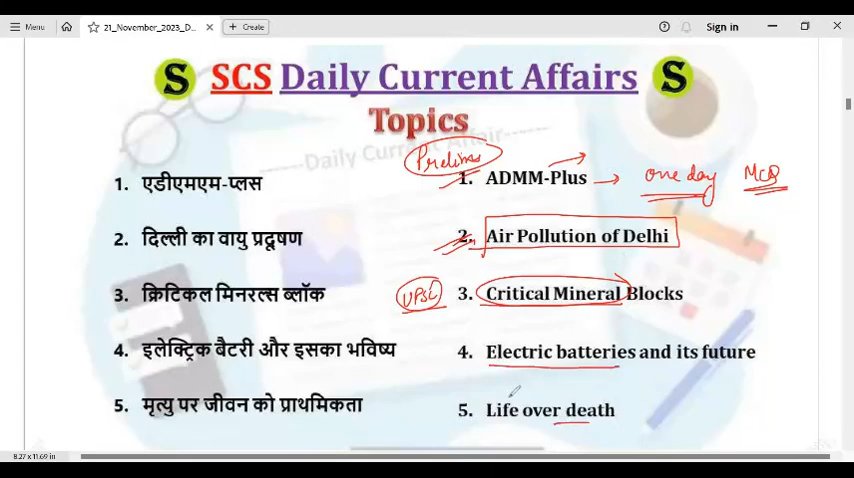 Menu
21_November_2023_D...
Create
Sign in
S SCS Daily Current Affairs S
Topics
Daily Current Affair
Prelims
1. एडीएमएम-प्लस
1. ADMM-Plus
one day
MCQ
2. दिल्ली का वायु प्रदूषण
2. Air Pollution of Delhi
3. क्रिटिकल मिनरल्स ब्लॉक
UPSC
3. Critical Mineral Blocks
4. इलेक्ट्रिक बैटरी और इसका भविष्य
4. Electric batteries and its future
5. मृत्यु पर जीवन को प्राथमिकता
5. Life over death
8.27 x 11.69 in